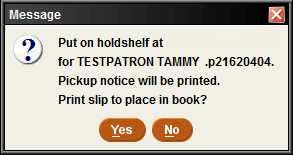 Message
Put on holdshelf at
for TESTPATRON TAMMY .p21620404.
Pickup notice will be printed.
Print slip to place in book?
Yes No